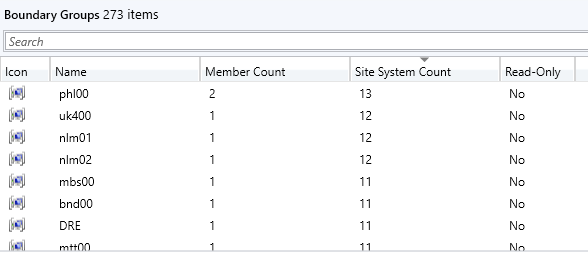 Boundary Groups 273 items
Search
Icon Name Member Count Site System Count Read-Only
phl00 2 13 No
uk400 1 12 No
nlm01 1 12 No
nlm02 1 12 No
mbs00 1 11 No
bnd00 1 11 No
DRE 1 11 No
mtt00 1 11 No